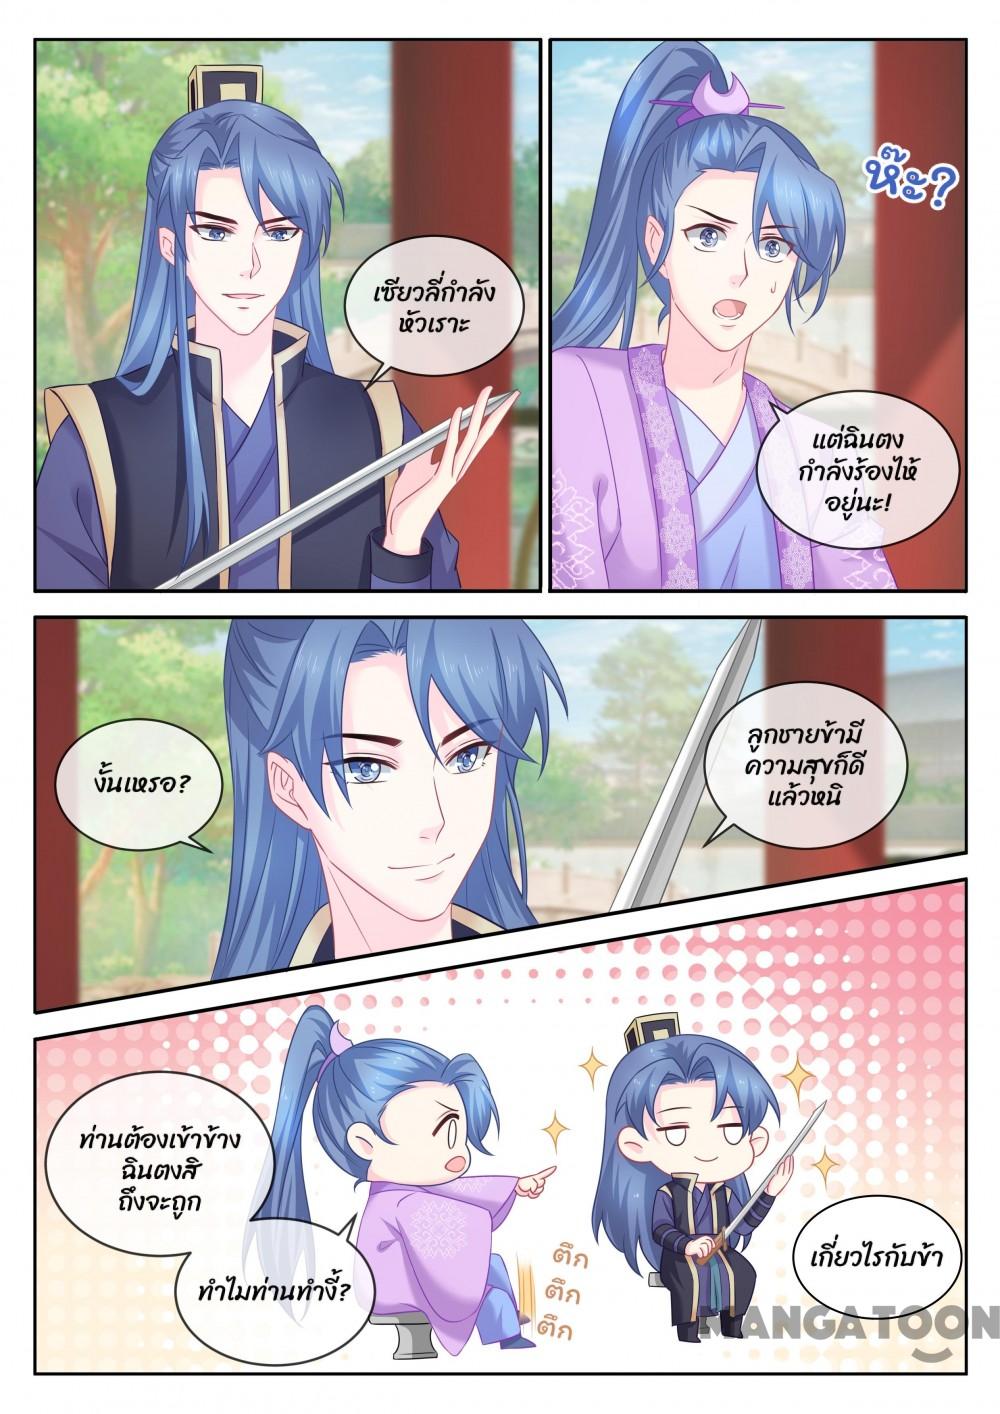 เซียวลี่กำลัง
หัวเราะ
ห๊ะ?
แต่ฉินตง
กำลังร้องไห้
อยู่นะ!
งั้นเหรอ?
ลูกชายข้ามี
ความสุขก็ดี
แล้วหนิ
ท่านต้องเข้าข้าง
ฉินตงสิ
ถึงจะถูก
ทำไมท่านทำงี้?
ตึก
ตึก
ตึก
เกี่ยวไรกับข้า
MANGATOON